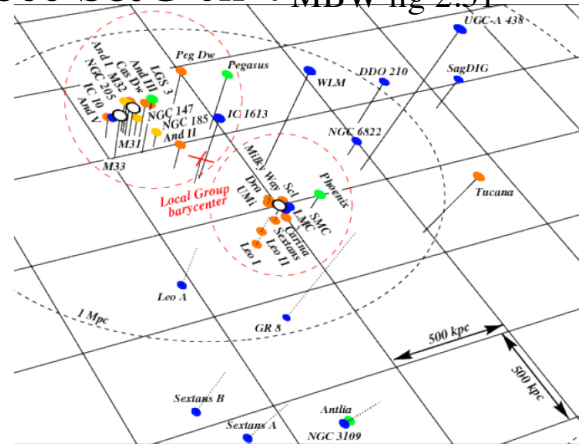 MBW fig 2.31
UGC-A 438
Peg Dw
Pegasus
WLM
DDO 210
SagDIG
And I
M32
Cas Dw
And III
LGS 3
NGC 205
IC 10
And V
NGC 147
NGC 185
And II
IC 1613
M31
M33
NGC 6822
Local Group
barycenter
Milky Way
Dra
UMi
Scl
LMC
SMC
Phoenix
Tucana
Carina
Sextans
Leo II
Leo I
Leo A
GR 8
1 Mpc
500 kpc
500 kpc
Sextans B
Sextans A
Antlia
NGC 3109